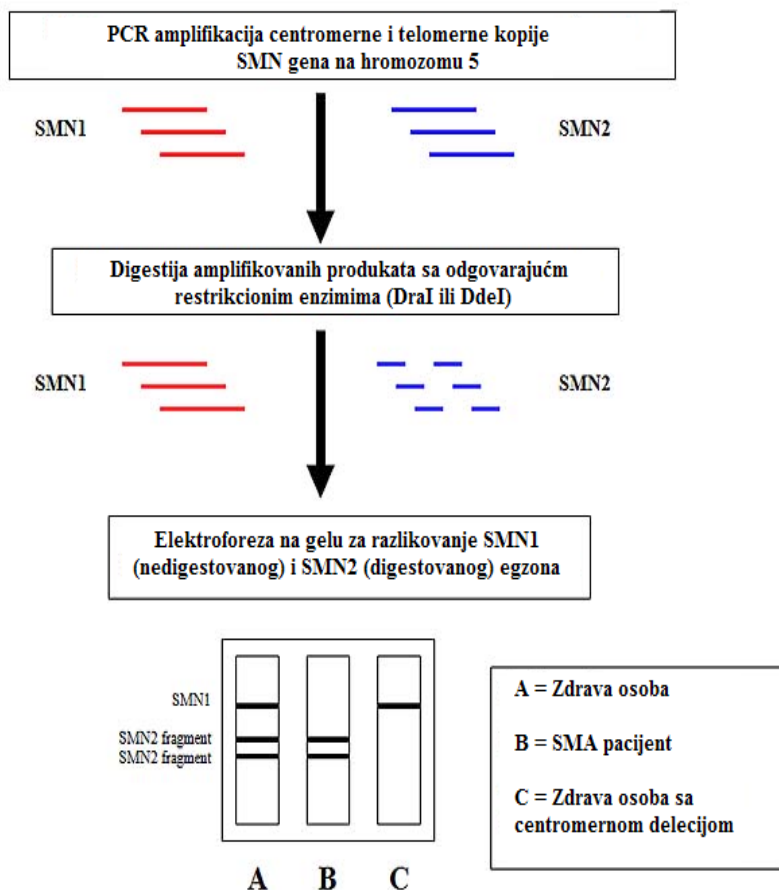 PCR amplifikacija centromerne i telomerne kopije
SMN gena na hromozomu 5
SMN1
SMN2
Digestija amplifikovanih produkata sa odgovarajućm
restrikcionim enzimima (DraI ili DdeI)
SMN1
SMN2
Elektroforeza na gelu za razlikovanje SMN1
(nedigestovanog) i SMN2 (digestovanog) egzona
SMN1
SMN2 fragment
SMN2 fragment
A
B
C
A = Zdrava osoba
B = SMA pacijent
C = Zdrava osoba sa
centromernom delecijom